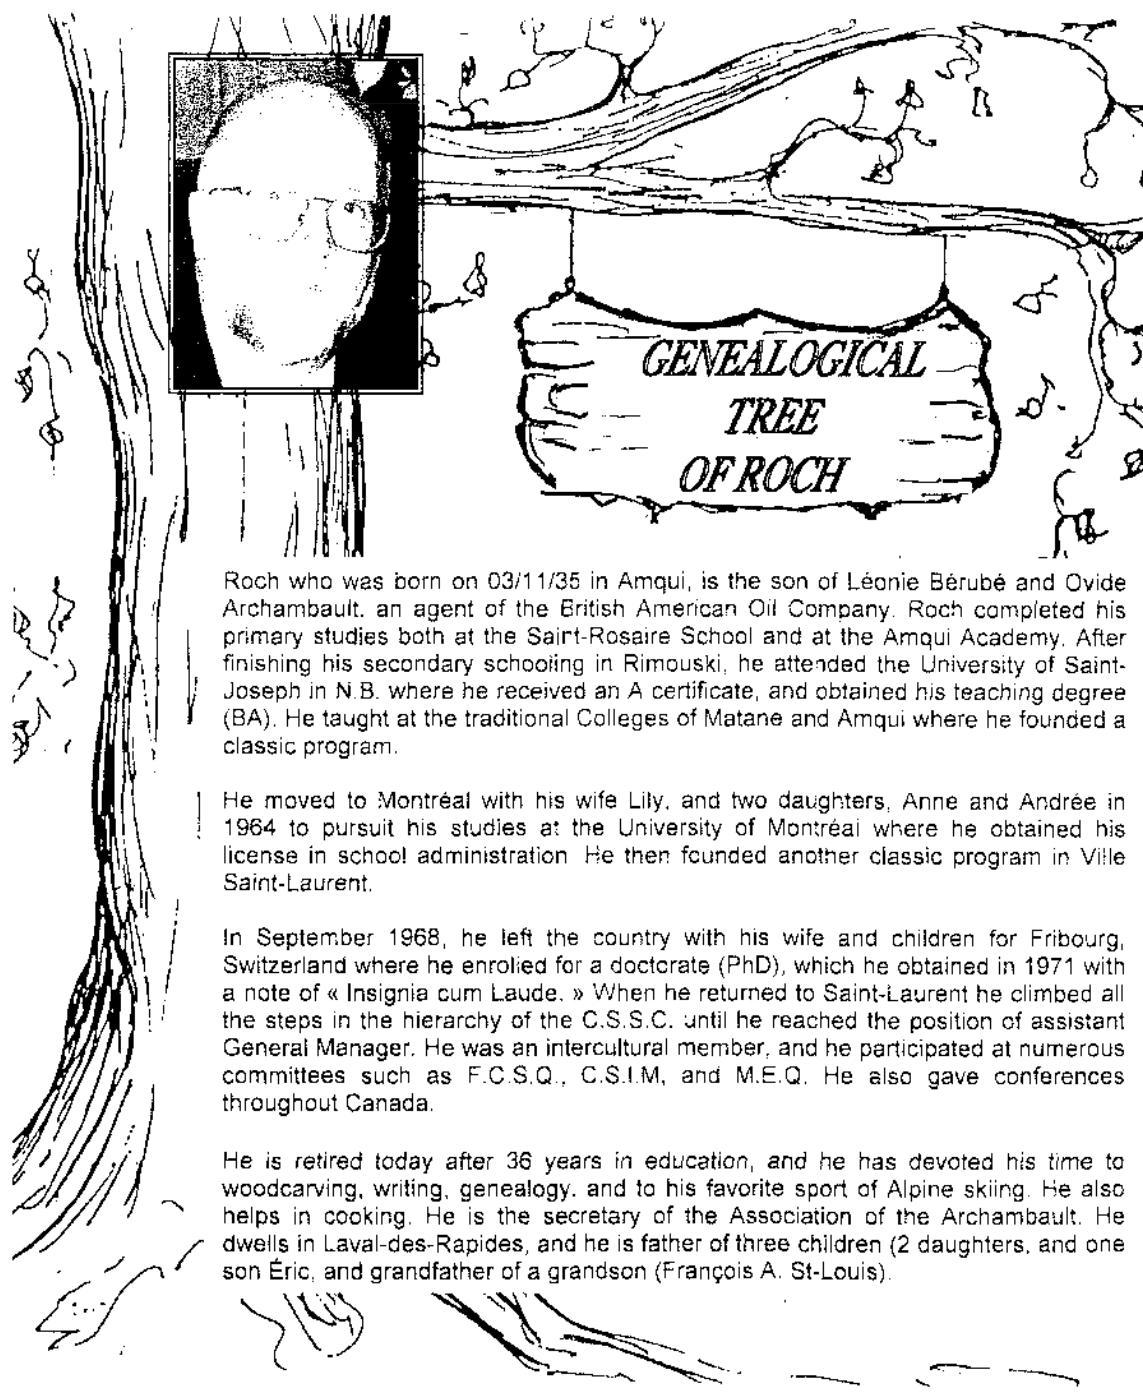 GENEALOGICAL
TREE
OF ROCH
Roch who was born on 03/11/35 in Amqui, is the son of Léonie Bérubé and Ovide
Archambault, an agent of the British American Oil Company. Roch completed his
primary studies both at the Saint-Rosaire School and at the Amqui Academy. After
finishing his secondary schooling in Rimouski, he attended the University of Saint-
Joseph in N.B. where he received an A certificate, and obtained his teaching degree
(BA). He taught at the traditional Colleges of Matane and Amqui where he founded a
classic program.
He moved to Montréal with his wife Lily, and two daughters, Anne and Andrée in
1964 to pursuit his studies at the University of Montréal where he obtained his
license in school administration. He then founded another classic program in Ville
Saint-Laurent.
In September 1968, he left the country with his wife and children for Fribourg,
Switzerland where he enrolled for a doctorate (PhD), which he obtained in 1971 with
a note of « Insignia cum Laude. » When he returned to Saint-Laurent he climbed all
the steps in the hierarchy of the C.S.S.C. until he reached the position of assistant
General Manager. He was an intercultural member, and he participated at numerous
committees such as F.C.S.Q., C.S.I.M, and M.E.Q. He also gave conferences
throughout Canada.
He is retired today after 36 years in education, and he has devoted his time to
woodcarving, writing, genealogy, and to his favorite sport of Alpine skiing. He also
helps in cooking. He is the secretary of the Association of the Archambault. He
dwells in Laval-des-Rapides, and he is father of three children (2 daughters, and one
son Éric, and grandfather of a grandson (François A. St-Louis).